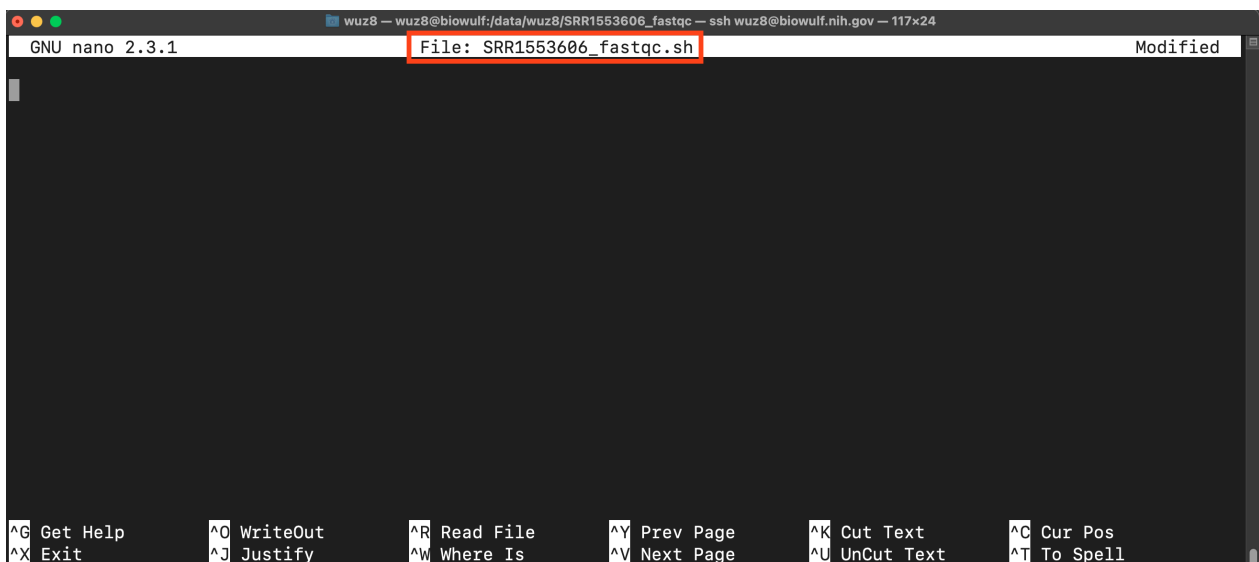 wuz8 — wuz8@biowulf:/data/wuz8/SRR1553606_fastqc — ssh wuz8@biowulf.nih.gov — 117×24
GNU nano 2.3.1 File: SRR1553606_fastqc.sh Modified
^G Get Help ^O WriteOut ^R Read File ^Y Prev Page ^K Cut Text ^C Cur Pos
^X Exit ^J Justify ^W Where Is ^V Next Page ^U UnCut Text ^T To Spell